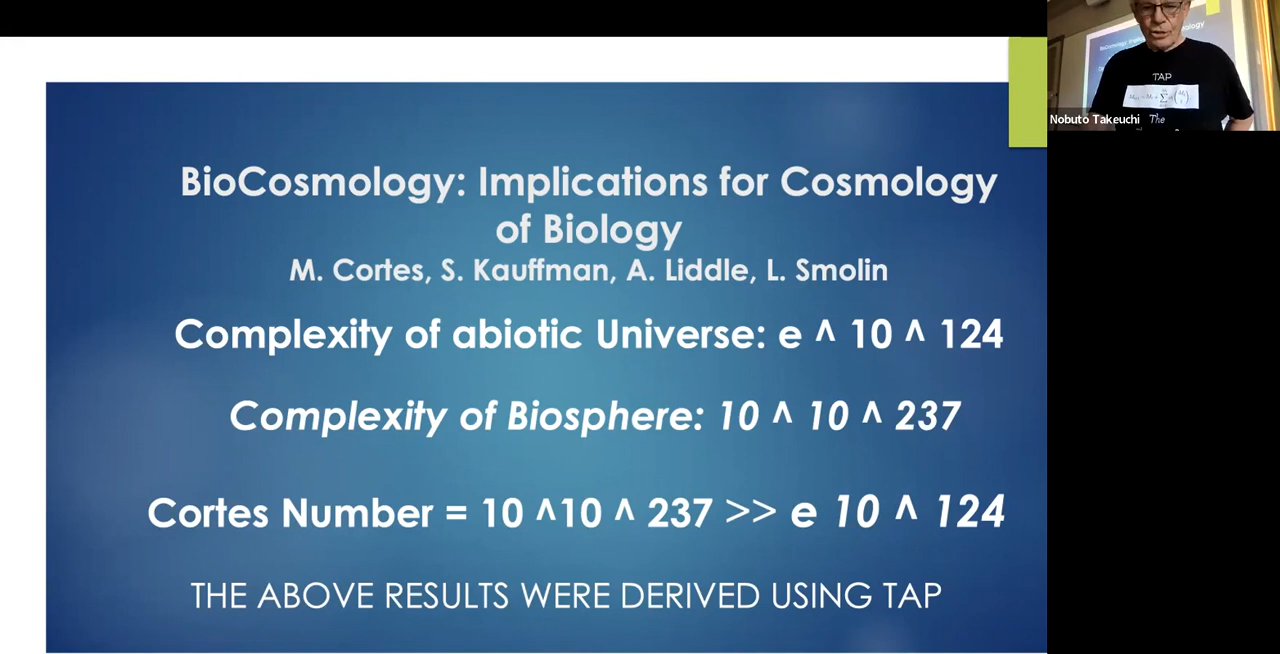 BioCosmology: Implications for Cosmology
of Biology
M. Cortes, S. Kauffman, A. Liddle, L. Smolin
Complexity of abiotic Universe: e ^ 10 ^ 124
Complexity of Biosphere: 10 ^ 10 ^ 237
Cortes Number = 10 ^10 ^ 237 >> e 10 ^ 124
THE ABOVE RESULTS WERE DERIVED USING TAP
TAP
The
Nobuto Takeuchi